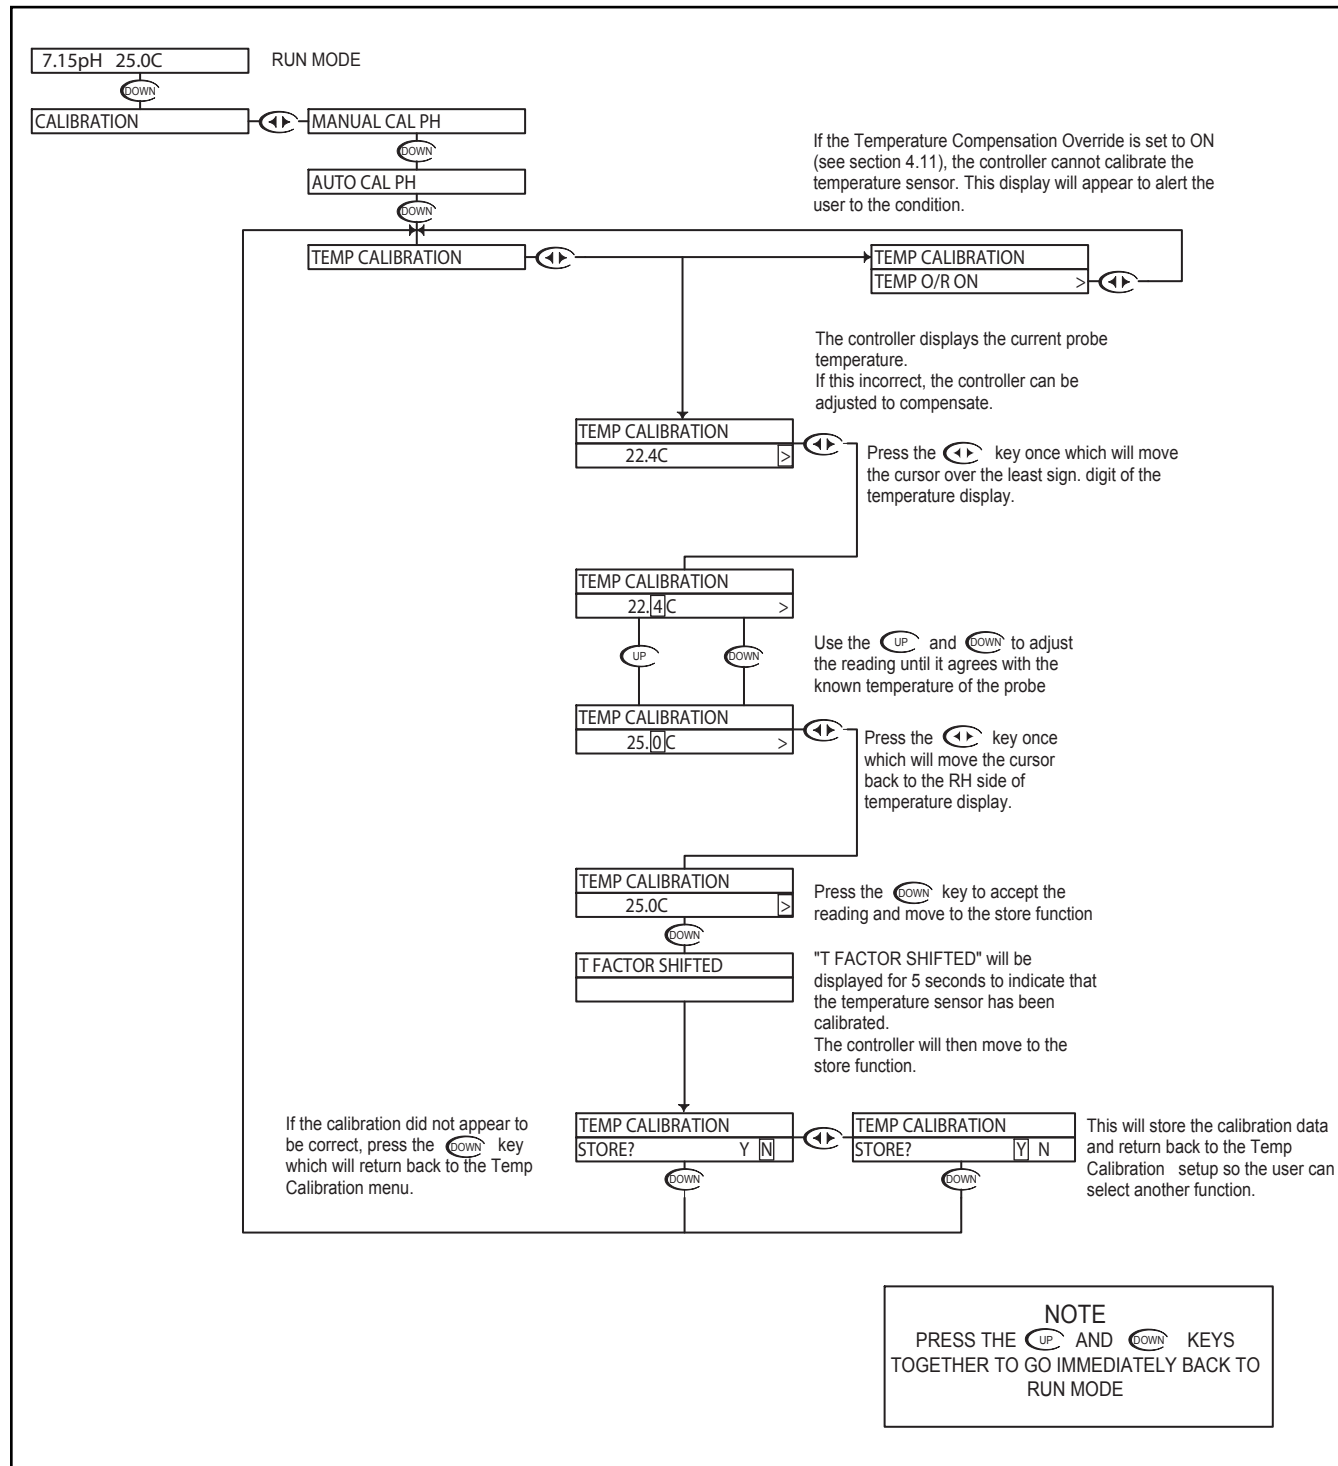 7.15pH 25.0C
RUN MODE
DOWN
CALIBRATION
MANUAL CAL PH
DOWN
AUTO CAL PH
DOWN
If the Temperature Compensation Override is set to ON
(see section 4.11), the controller cannot calibrate the
temperature sensor. This display will appear to alert the
user to the condition.
TEMP CALIBRATION
TEMP CALIBRATION
TEMP O/R ON >
The controller displays the current probe
temperature.
If this incorrect, the controller can be
adjusted to compensate.
TEMP CALIBRATION
22.4C >
Press the key once which will move
the cursor over the least sign. digit of the
temperature display.
TEMP CALIBRATION
22.4C >
UP
DOWN
Use the UP and DOWN to adjust
the reading until it agrees with the
known temperature of the probe
TEMP CALIBRATION
25.0C >
Press the key once
which will move the cursor
back to the RH side of
temperature display.
TEMP CALIBRATION
25.0C >
Press the DOWN key to accept the
reading and move to the store function
DOWN
T FACTOR SHIFTED
"T FACTOR SHIFTED" will be
displayed for 5 seconds to indicate that
the temperature sensor has been
calibrated.
The controller will then move to the
store function.
If the calibration did not appear to
be correct, press the DOWN key
which will return back to the Temp
Calibration menu.
TEMP CALIBRATION
STORE? Y N
DOWN
TEMP CALIBRATION
STORE? Y N
DOWN
This will store the calibration data
and return back to the Temp
Calibration setup so the user can
select another function.
NOTE
PRESS THE UP AND DOWN KEYS
TOGETHER TO GO IMMEDIATELY BACK TO
RUN MODE